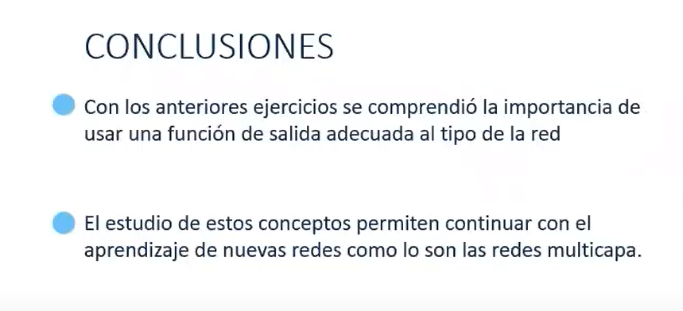 CONCLUSIONES
Con los anteriores ejercicios se comprendió la importancia de
usar una función de salida adecuada al tipo de la red
El estudio de estos conceptos permiten continuar con el
aprendizaje de nuevas redes como lo son las redes multicapa.